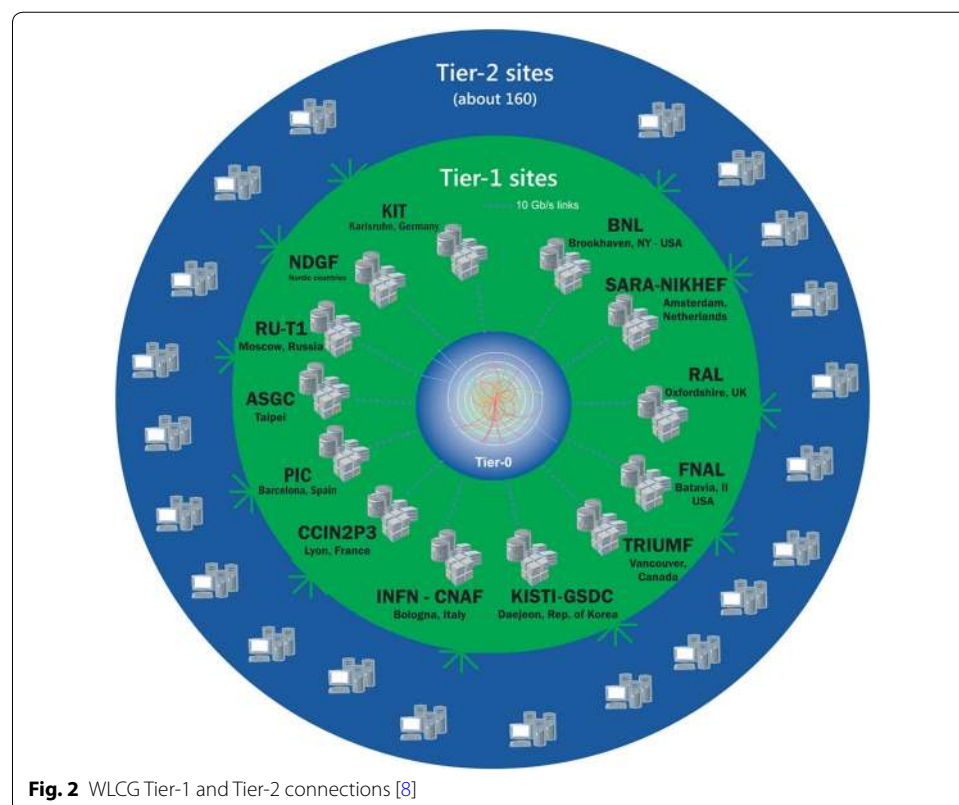 Tier-2 sites
(about 160)
Tier-1 sites
10 Gb/s links
KIT
Karlsruhe, Germany
BNL
Brookhaven, NY - USA
NDGF
Nordic countries
SARA-NIKHEF
Amsterdam,
Netherlands
RU-T1
Moscow, Russia
RAL
Oxfordshire, UK
ASGC
Taipei
Tier-0
FNAL
Batavia, Il
USA
PIC
Barcelona, Spain
CCIN2P3
Lyon, France
TRIUMF
Vancouver,
Canada
INFN - CNAF
Bologna, Italy
KISTI-GSDC
Daejeon, Rep. of Korea
Fig. 2 WLCG Tier-1 and Tier-2 connections [8]